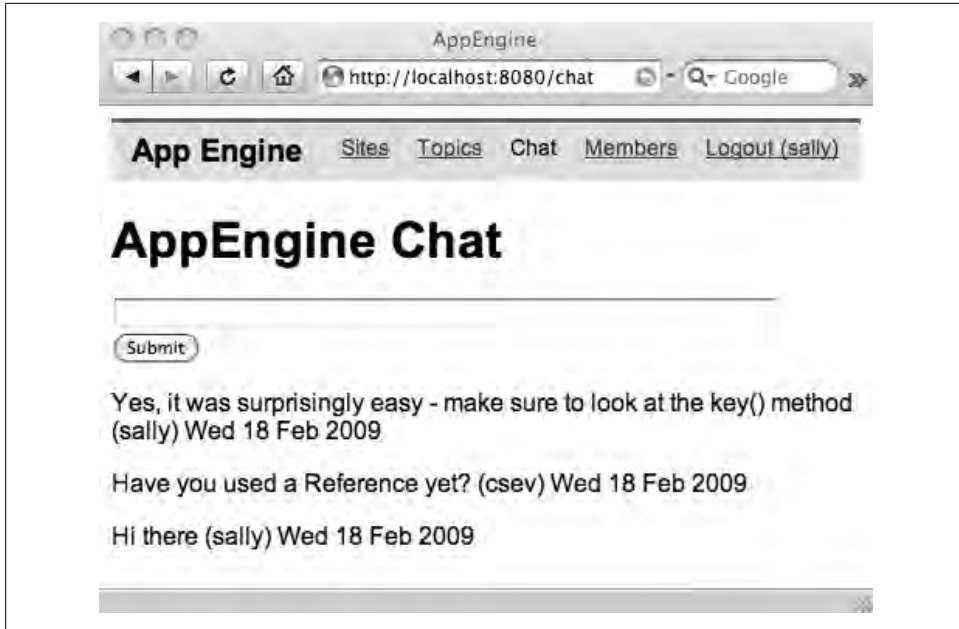 AppEngine
http://localhost:8080/chat
Google
App Engine Sites Topics Chat Members Logout (sally)
AppEngine Chat
Submit
Yes, it was surprisingly easy - make sure to look at the key() method
(sally) Wed 18 Feb 2009
Have you used a Reference yet? (csev) Wed 18 Feb 2009
Hi there (sally) Wed 18 Feb 2009